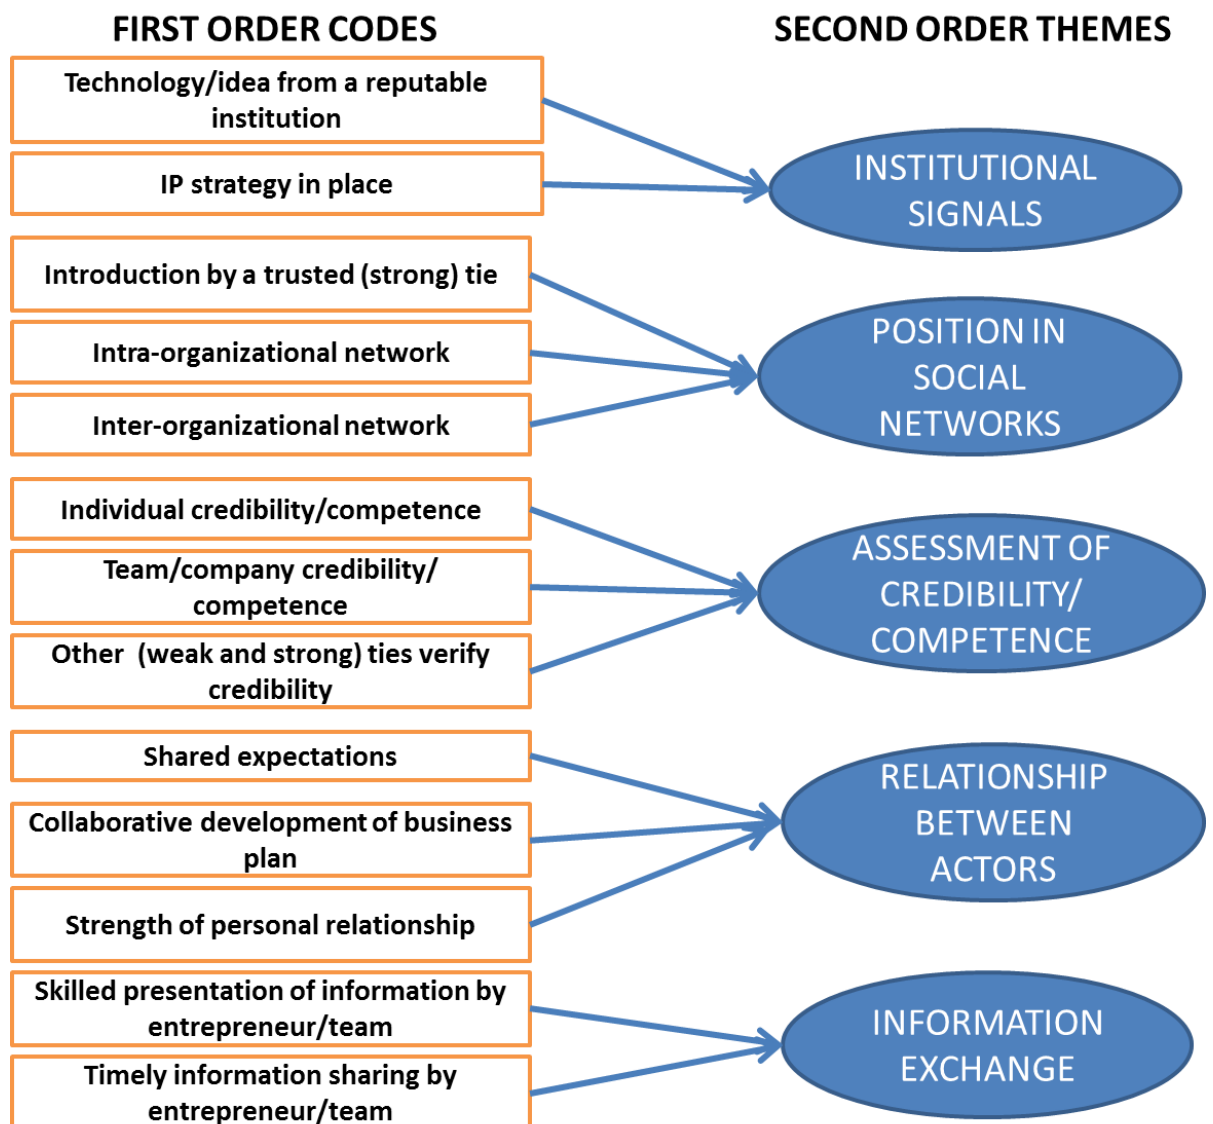 FIRST ORDER CODES
SECOND ORDER THEMES
Technology/idea from a reputable
institution
IP strategy in place
INSTITUTIONAL
SIGNALS
Introduction by a trusted (strong) tie
Intra-organizational network
Inter-organizational network
POSITION IN
SOCIAL
NETWORKS
Individual credibility/competence
Team/company credibility/
competence
Other (weak and strong) ties verify
credibility
ASSESSMENT OF
CREDIBILITY/
COMPETENCE
Shared expectations
Collaborative development of business
plan
Strength of personal relationship
RELATIONSHIP
BETWEEN
ACTORS
Skilled presentation of information by
entrepreneur/team
Timely information sharing by
entrepreneur/team
INFORMATION
EXCHANGE